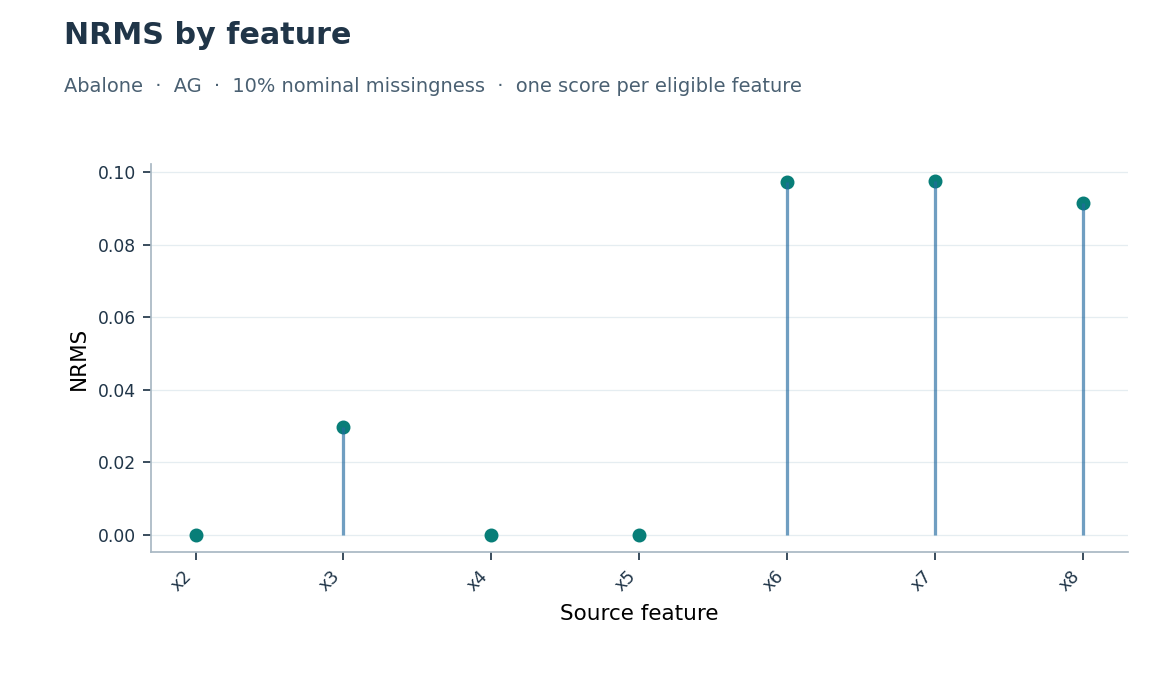 NRMS by feature
Abalone · AG · 10% nominal missingness · one score per eligible feature
0.10
0.08
0.06
0.04
0.02
0.00
NRMS
x2 x3 x4 x5 x6 x7 x8
Source feature